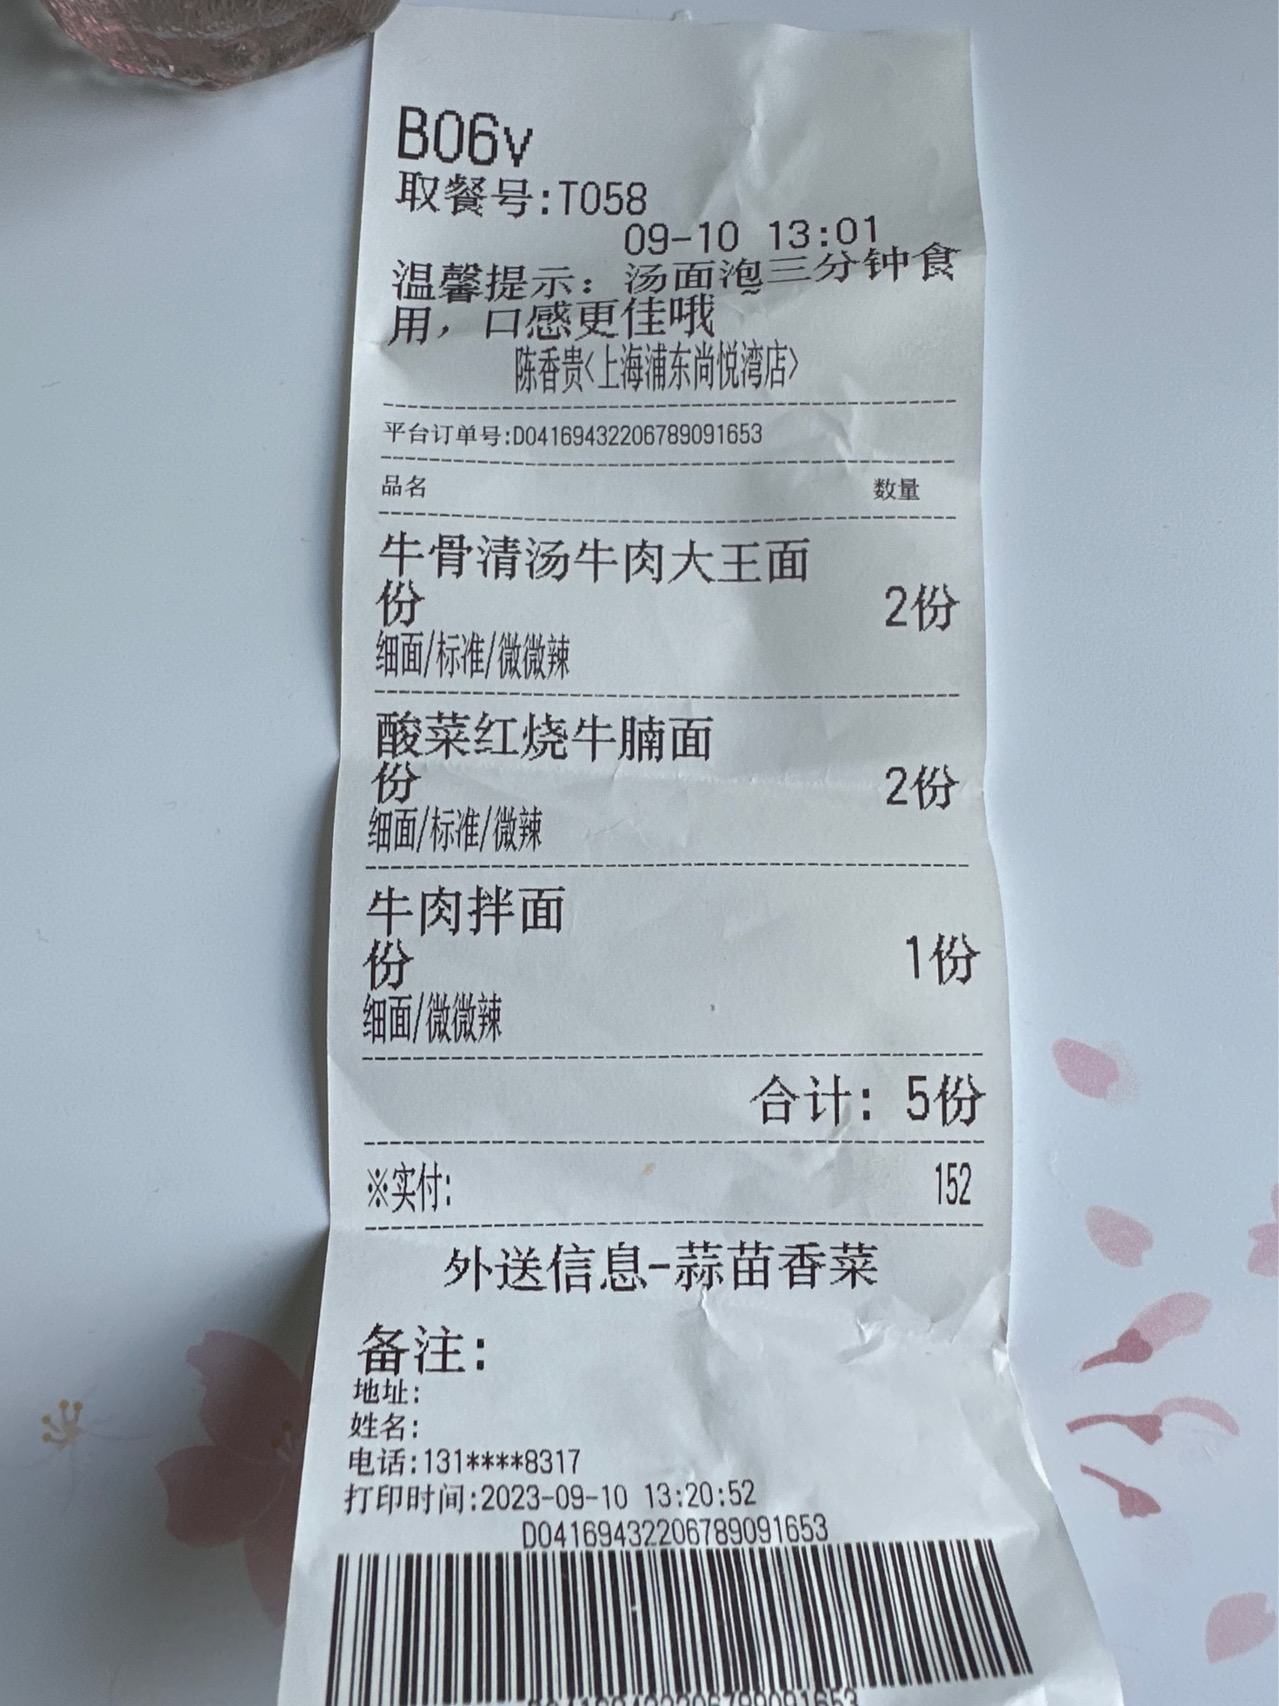 B06v
取餐号:T058
09-10 13:01
温馨提示：汤面泡三分钟食
用，口感更佳哦
陈香贵<上海浦东尚悦湾店>
平台订单号:D041694322206789091653
品名 数量
牛骨清汤牛肉大王面
份 2份
细面/标准/微微辣
酸菜红烧牛腩面
份 2份
细面/标准/微辣
牛肉拌面
份 1份
细面/微微辣
合计: 5份
※实付: 152
外送信息-蒜苗香菜
备注:
地址:
姓名:
电话:131****8317
打印时间:2023-09-10 13:20:52
D041694322206789091653